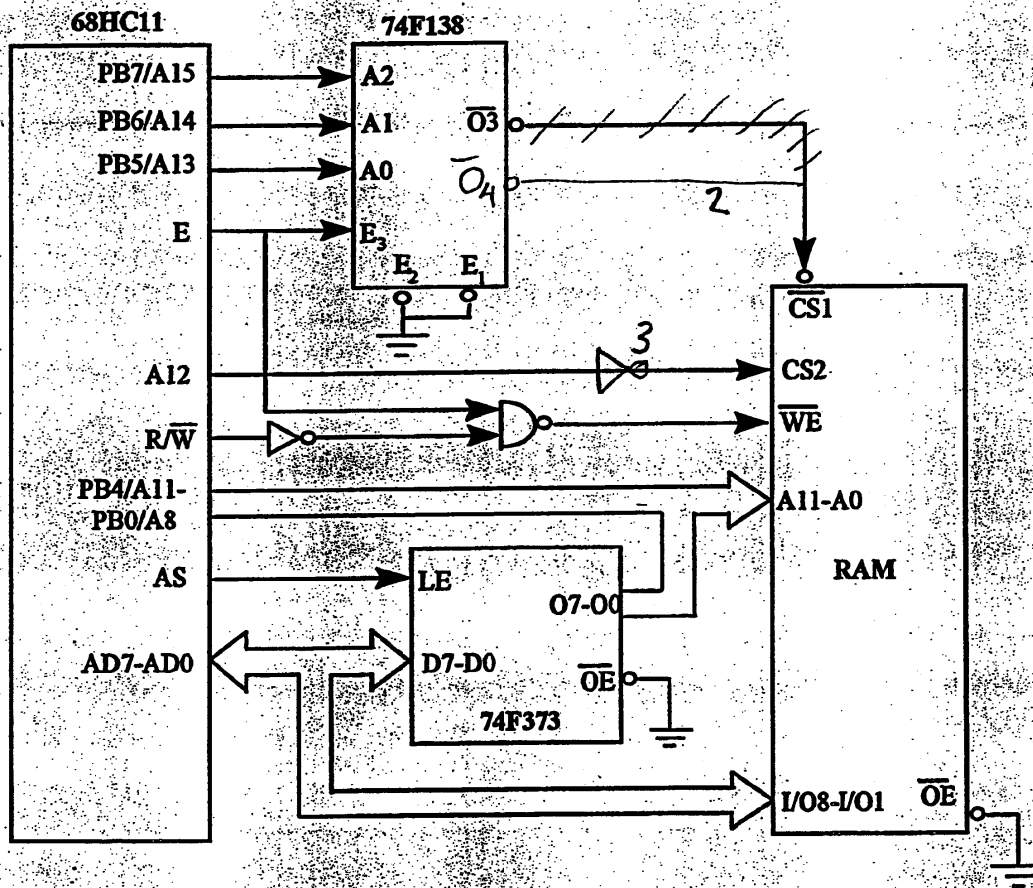 68HC11
74F138
PB7/A15
A2
PB6/A14
A1
O3
PB5/A13
A0
O4
2
E
E3
E2
E1
CS1
3
A12
CS2
R/W
WE
PB4/A11-
PB0/A8
A11-A0
RAM
AS
LE
O7-O0
AD7-AD0
D7-D0
OE
74F373
I/O8-I/O1
OE